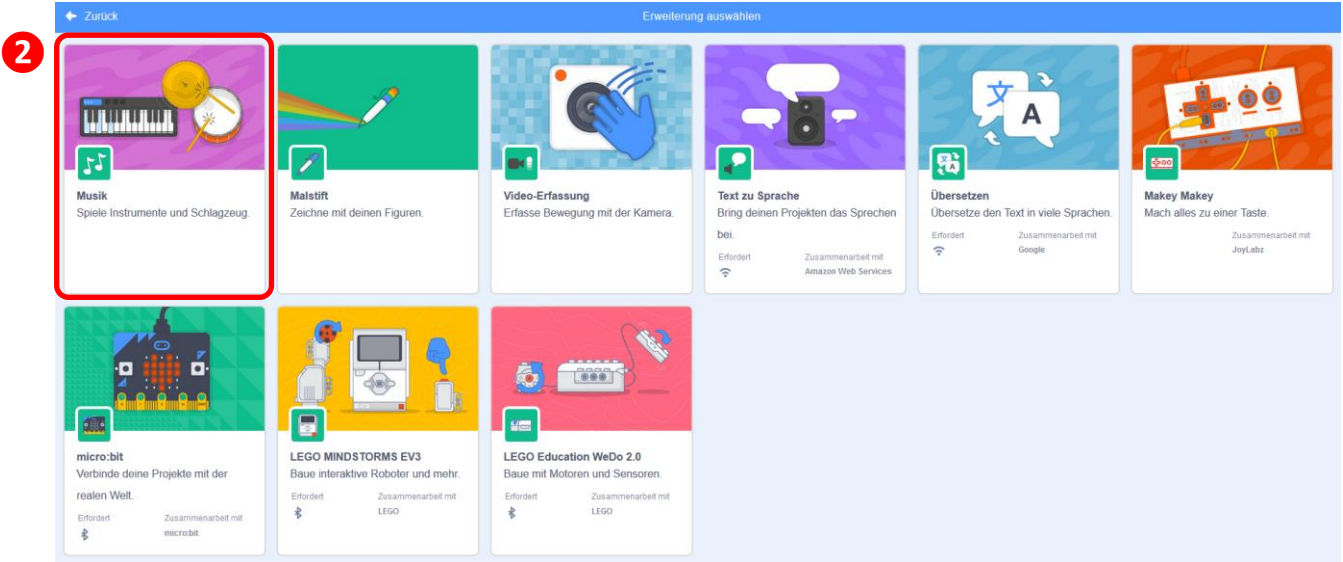 Zurück
Erweiterung auswählen
2
Musik
Spiele Instrumente und Schlagzeug.
Malstift
Zeichne mit deinen Figuren.
Video-Erfassung
Erfasse Bewegung mit der Kamera.
Text zu Sprache
Bring deinen Projekten das Sprechen
bei.
Erfordert
Zusammenarbeit mit
Amazon Web Services
文
A
文
A
Übersetzen
Übersetze den Text in viele Sprachen.
Erfordert
Zusammenarbeit mit
Google
Makey Makey
Mach alles zu einer Taste.
Zusammenarbeit mit
JoyLabz
micro:bit
Verbinde deine Projekte mit der
realen Welt.
Erfordert
Zusammenarbeit mit
micro:bit
LEGO MINDSTORMS EV3
Baue interaktive Roboter und mehr.
Erfordert
Zusammenarbeit mit
LEGO
LEGO Education WeDo 2.0
Baue mit Motoren und Sensoren.
Erfordert
Zusammenarbeit mit
LEGO